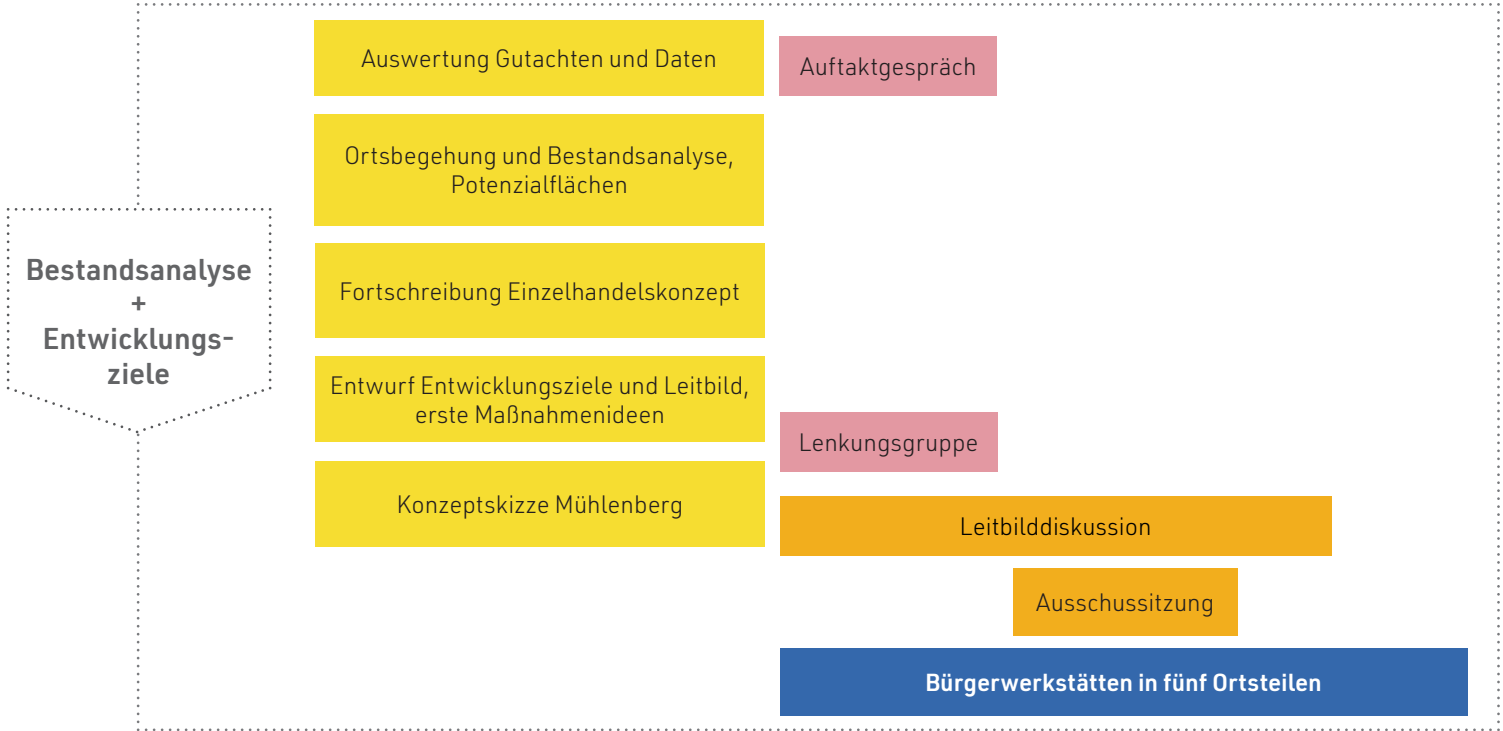 Bestandsanalyse
+
Entwicklungs-
ziele
Auswertung Gutachten und Daten
Auftaktgespräch
Ortsbegehung und Bestandsanalyse,
Potenzialflächen
Fortschreibung Einzelhandelskonzept
Entwurf Entwicklungsziele und Leitbild,
erste Maßnahmenideen
Lenkungsgruppe
Konzeptskizze Mühlenberg
Leitbilddiskussion
Ausschussitzung
Bürgerwerkstätten in fünf Ortsteilen